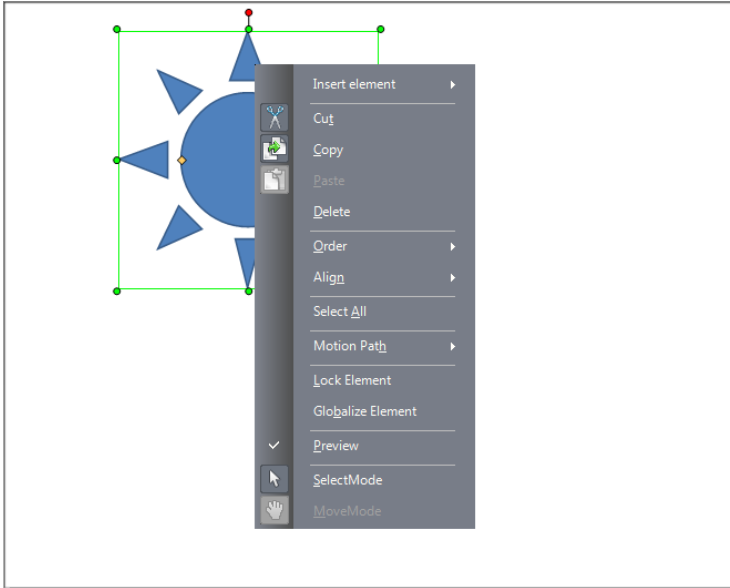 Insert element
Cut
Copy
Paste
Delete
Order
Align
Select All
Motion Path
Lock Element
Globalize Element
Preview
SelectMode
MoveMode